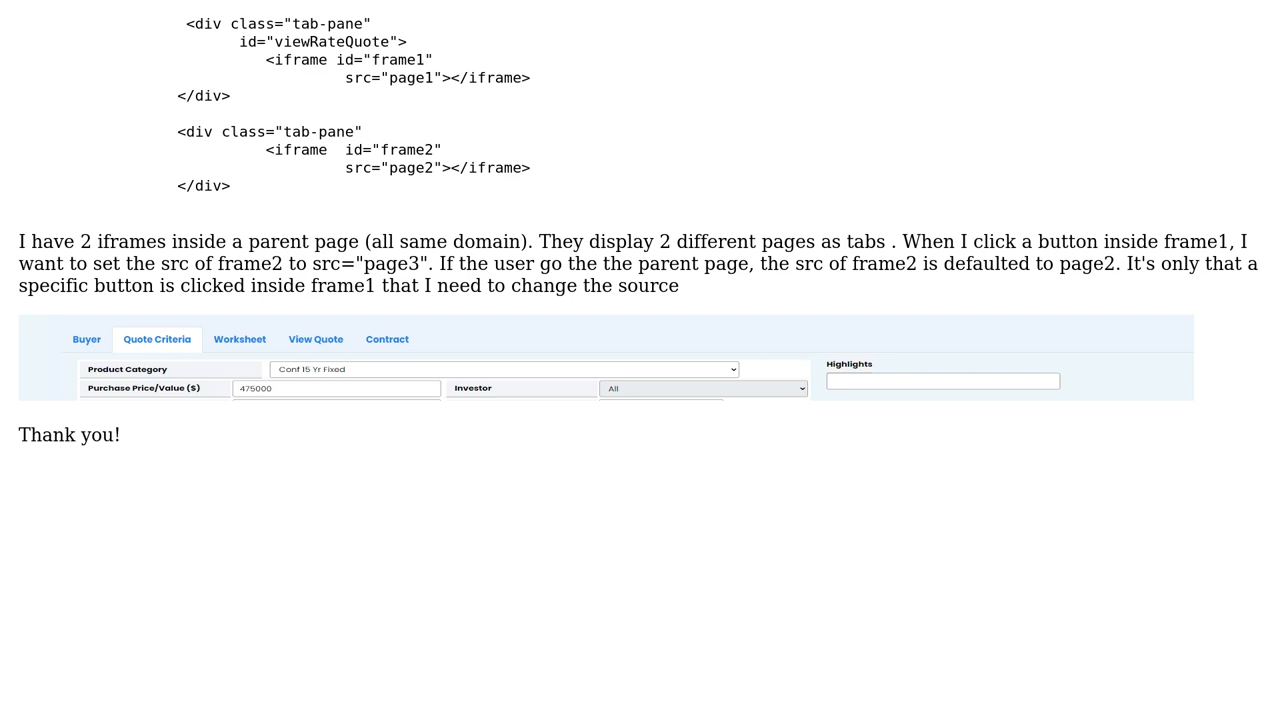 <div class="tab-pane"
id="viewRateQuote">
<iframe id="frame1"
src="page1"></iframe>
</div>
<div class="tab-pane"
<iframe  id="frame2"
src="page2"></iframe>
</div>
I have 2 iframes inside a parent page (all same domain). They display 2 different pages as tabs . When I click a button inside frame1, I
want to set the src of frame2 to src="page3". If the user go the the parent page, the src of frame2 is defaulted to page2. It's only that a
specific button is clicked inside frame1 that I need to change the source
Buyer Quote Criteria Worksheet View Quote Contract
Product Category Conf 15 Yr Fixed Highlights
Purchase Price/Value ($) 475000 Investor All
Thank you!